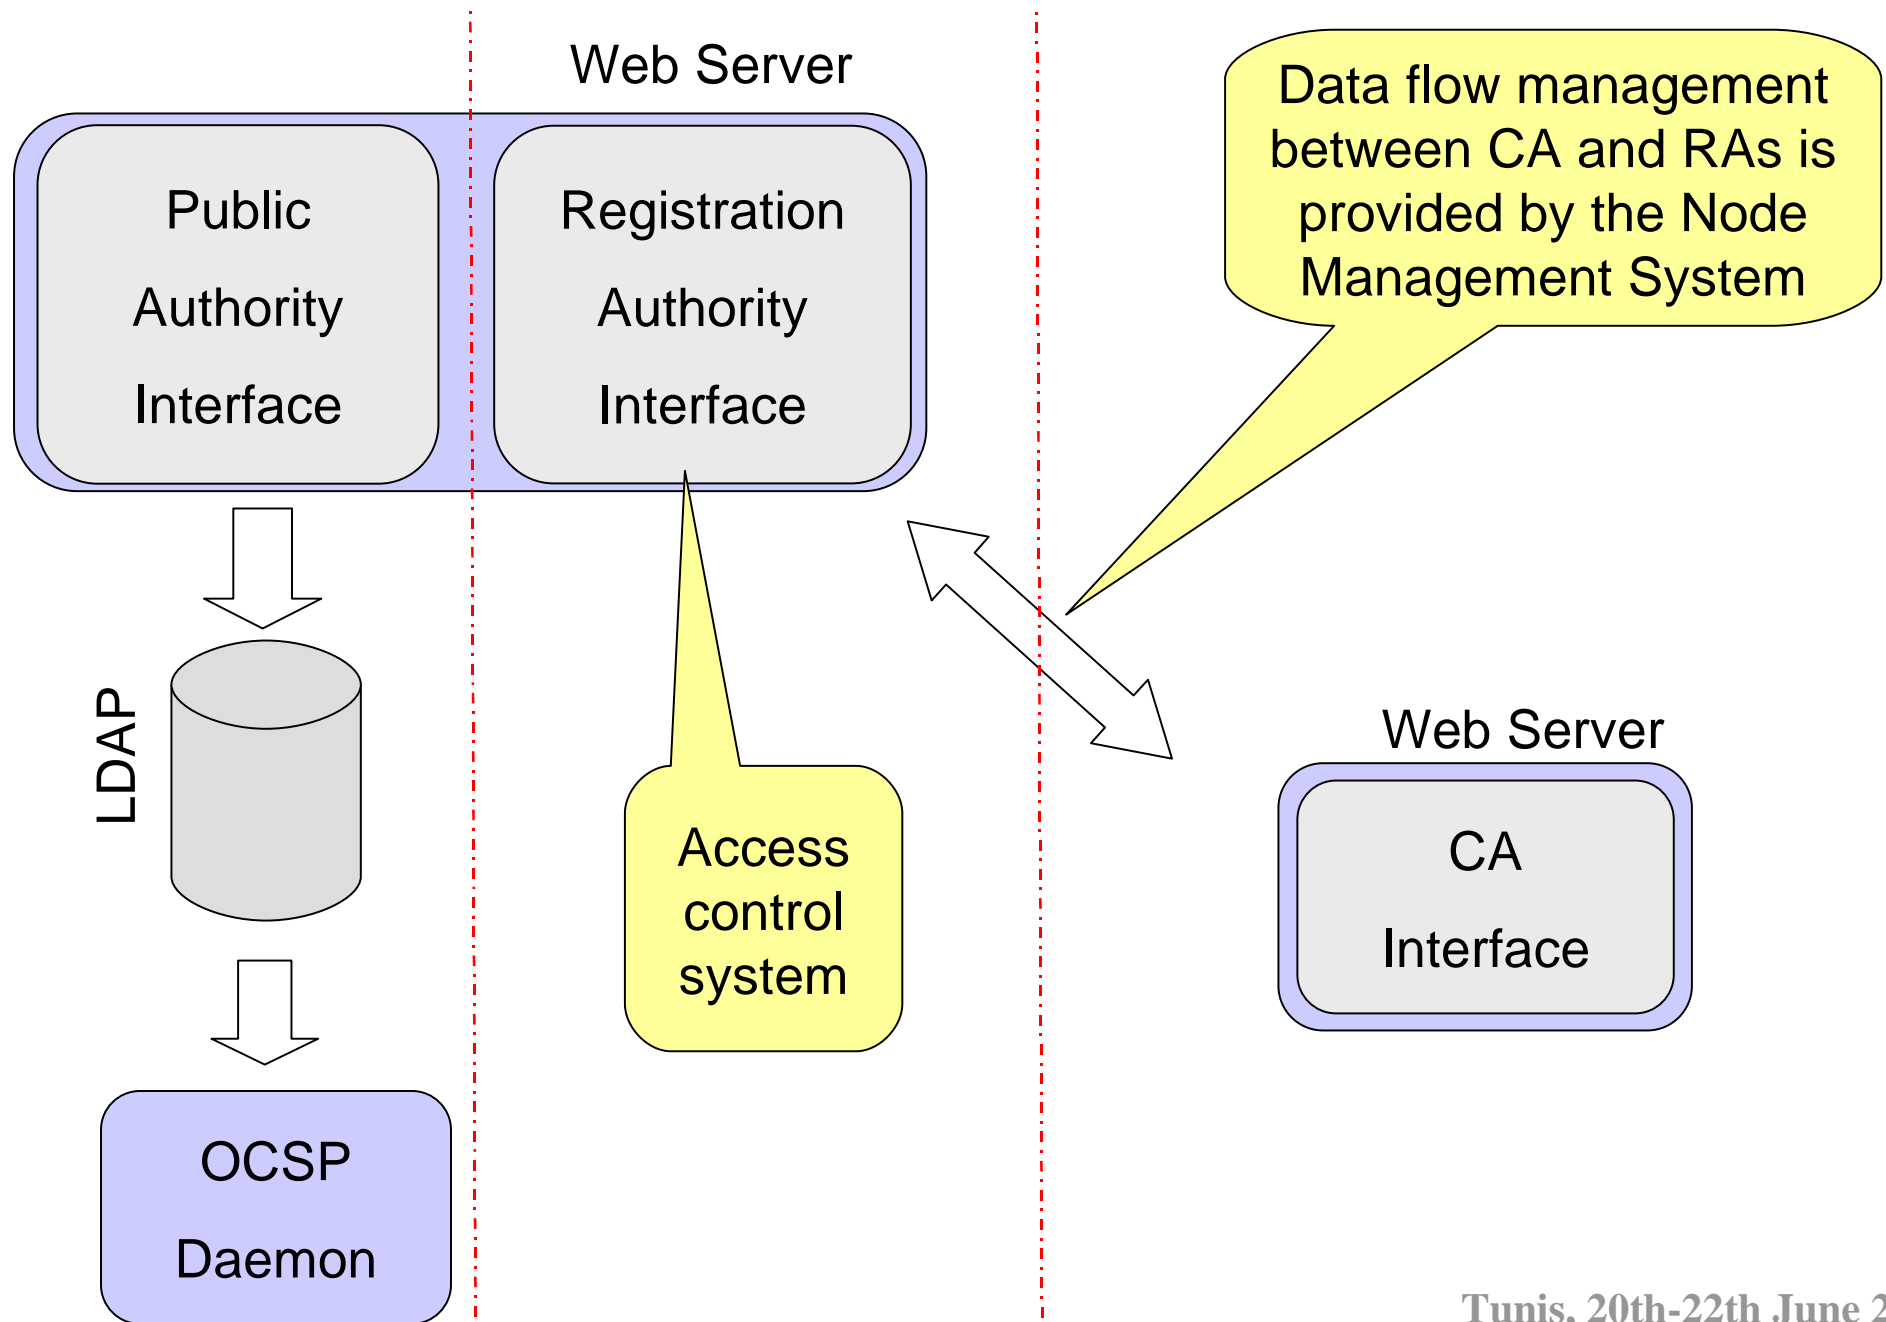 Web Server
Public
Authority
Interface
Registration
Authority
Interface
Data flow management
between CA and RAs is
provided by the Node
Management System
LDAP
Access
control
system
Web Server
CA
Interface
OCSP
Daemon
Tunis, 20th-22th June 2